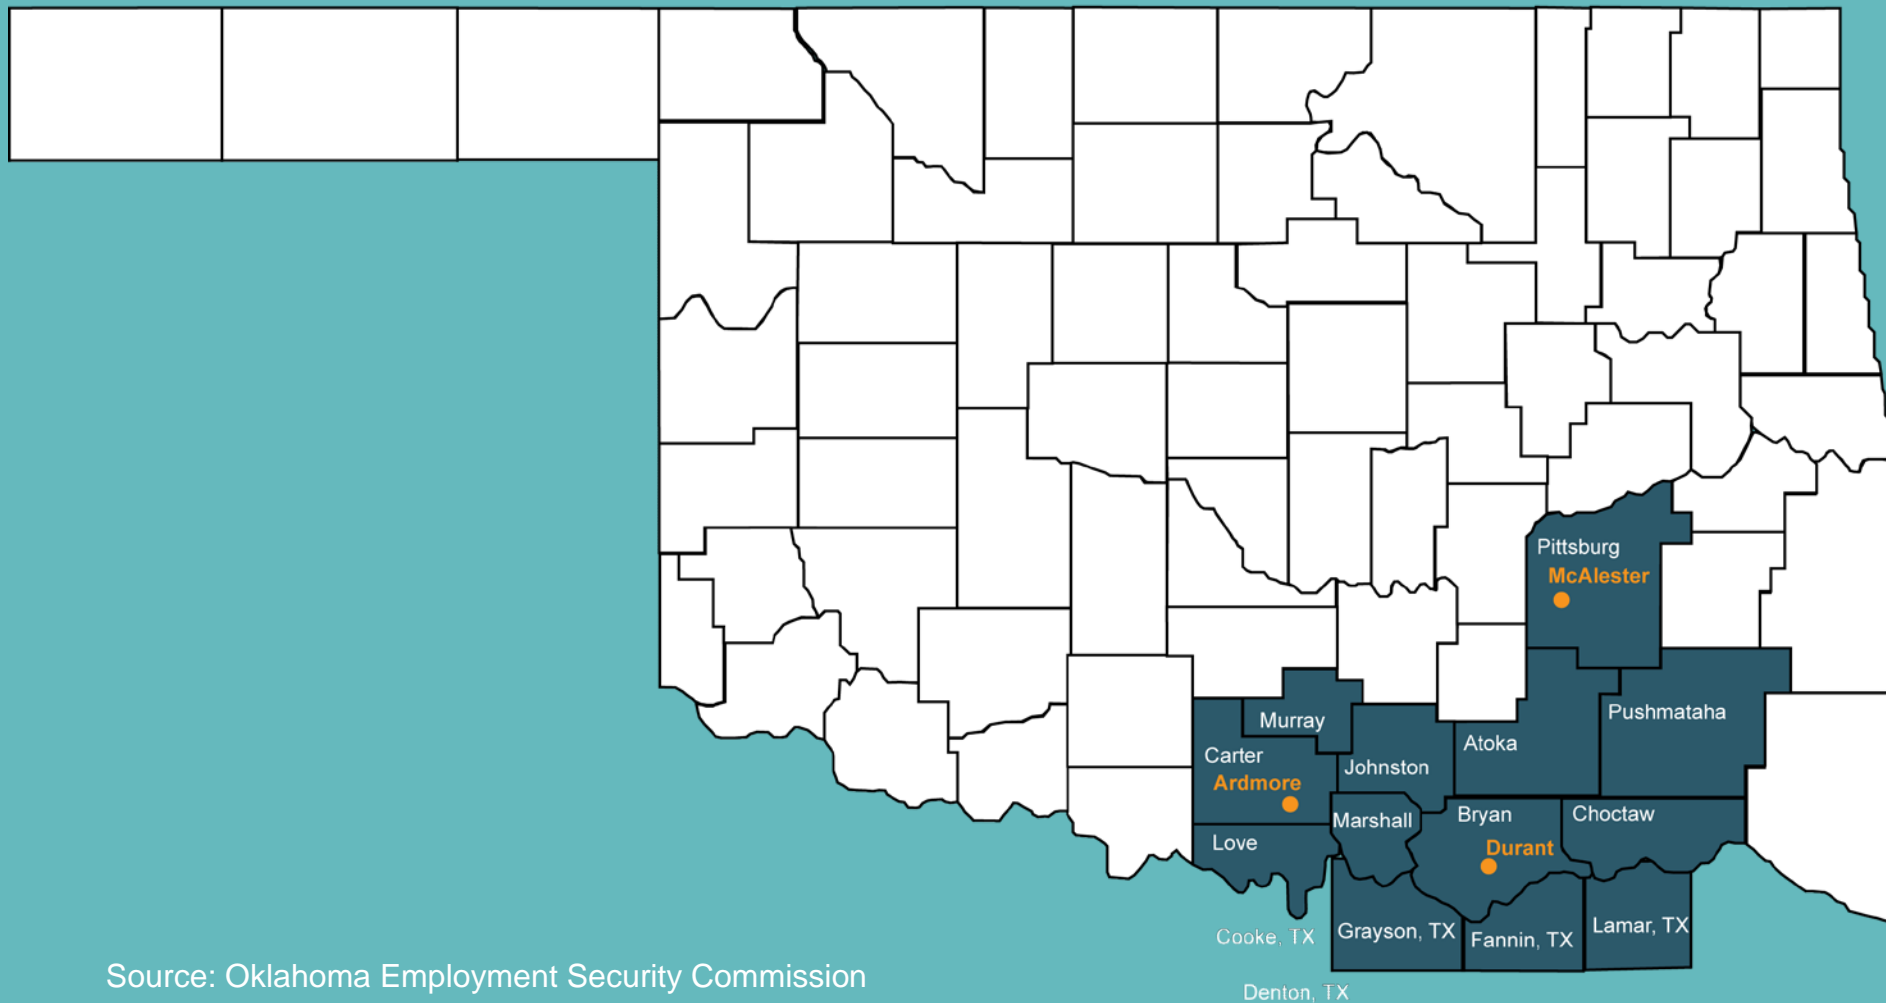 Pittsburg
McAlester
Murray
Pushmataha
Carter
Atoka
Ardmore
Johnston
Marshall
Bryan
Choctaw
Love
Durant
Cooke, TX
Grayson, TX
Fannin, TX
Lamar, TX
Source: Oklahoma Employment Security Commission
Denton, TX